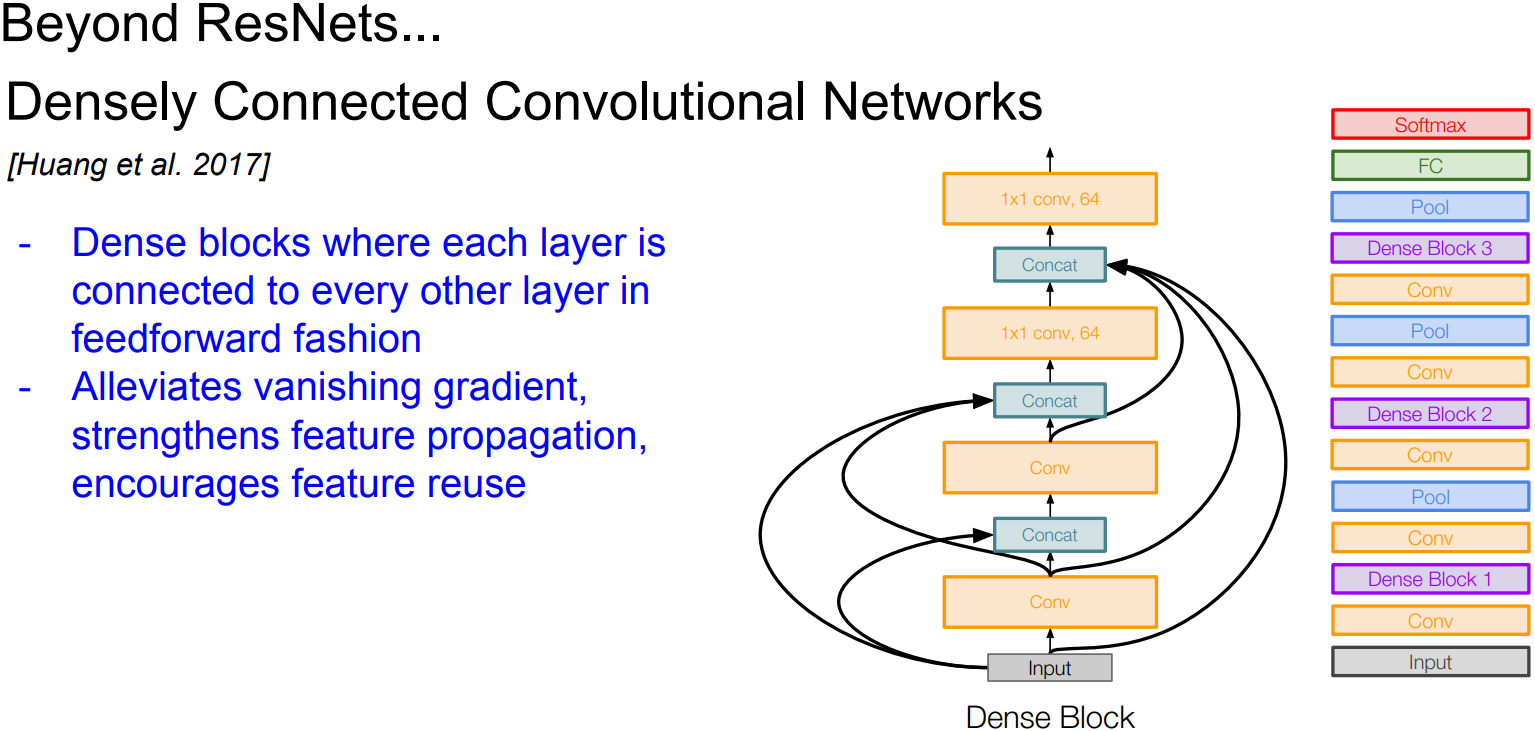 Beyond ResNets...
Densely Connected Convolutional Networks
[Huang et al. 2017]
- Dense blocks where each layer is
connected to every other layer in
feedforward fashion
- Alleviates vanishing gradient,
strengthens feature propagation,
encourages feature reuse
1x1 conv, 64
Concat
1x1 conv, 64
Concat
Conv
Concat
Conv
Input
Dense Block
Softmax
FC
Pool
Dense Block 3
Conv
Pool
Conv
Dense Block 2
Conv
Pool
Conv
Dense Block 1
Conv
Input